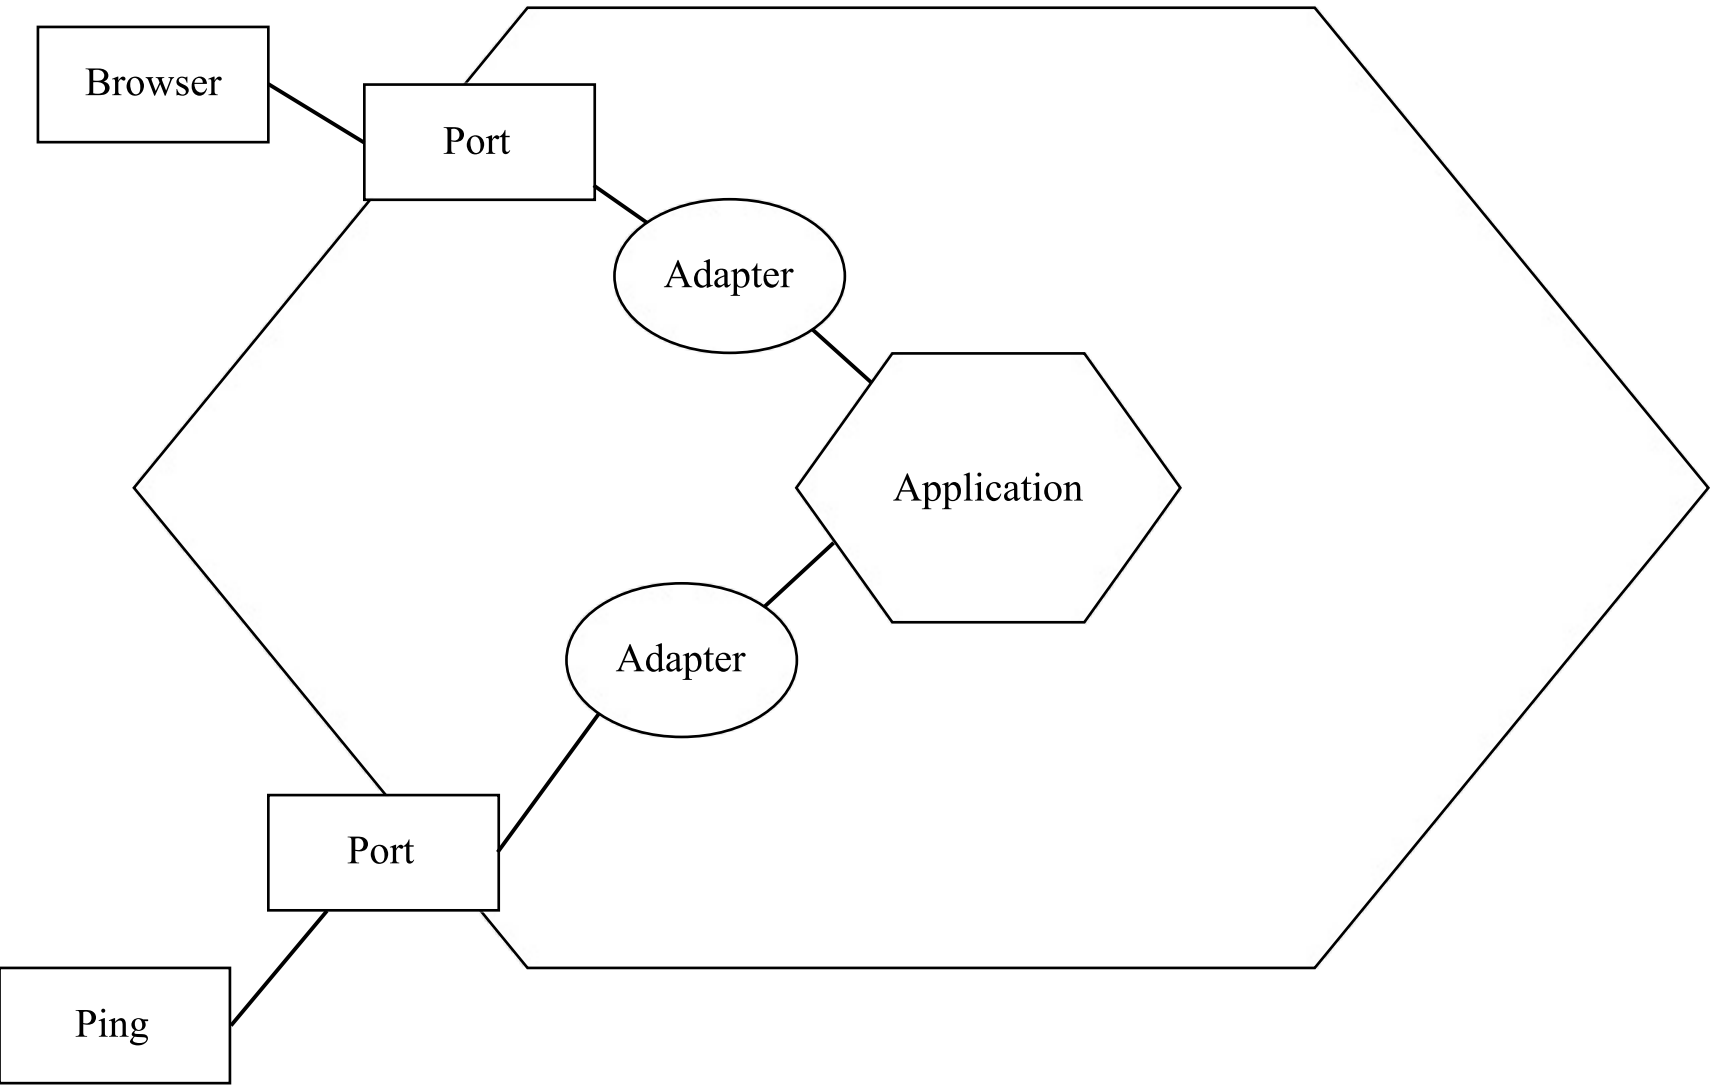 Browser
Port
Adapter
Application
Adapter
Port
Ping